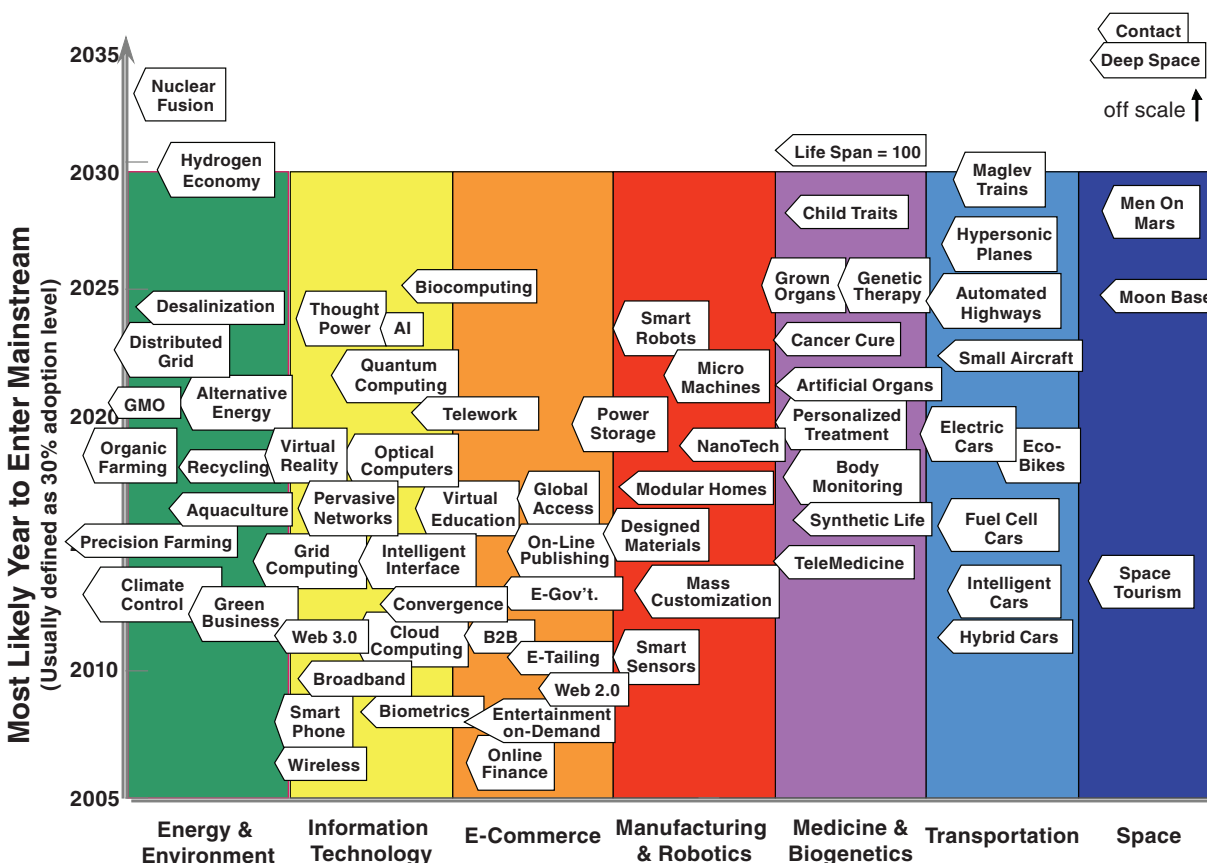 Most Likely Year to Enter Mainstream
(Usually defined as 30% adoption level)
2035
2030
2025
2020
2010
2005
Contact
Deep Space
off scale
Nuclear
Fusion
Hydrogen
Economy
Desalinization
Distributed
Grid
Alternative
Energy
GMO
Organic
Farming
Recycling
Aquaculture
Precision Farming
Climate
Control
Green
Business
Thought
Power
AI
Quantum
Computing
Virtual
Reality
Optical
Computers
Pervasive
Networks
Grid
Computing
Intelligent
Interface
Convergence
Web 3.0
Cloud
Computing
Broadband
Smart
Phone
Biometrics
Wireless
Biocomputing
Telework
Global
Access
Virtual
Education
On-Line
Publishing
E-Gov't.
B2B
E-Tailing
Web 2.0
Entertainment
on-Demand
Online
Finance
Smart
Robots
Micro
Machines
Power
Storage
NanoTech
Modular Homes
Designed
Materials
Mass
Customization
Smart
Sensors
Life Span = 100
Child Traits
Grown
Organs
Genetic
Therapy
Cancer Cure
Artificial Organs
Personalized
Treatment
Body
Monitoring
Synthetic Life
TeleMedicine
Maglev
Trains
Hypersonic
Planes
Automated
Highways
Small Aircraft
Electric
Cars
Eco-
Bikes
Fuel Cell
Cars
Intelligent
Cars
Hybrid Cars
Men On
Mars
Moon Base
Space
Tourism
Energy &
Environment
Information
Technology
E-Commerce
Manufacturing
& Robotics
Medicine &
Biogenetics
Transportation
Space